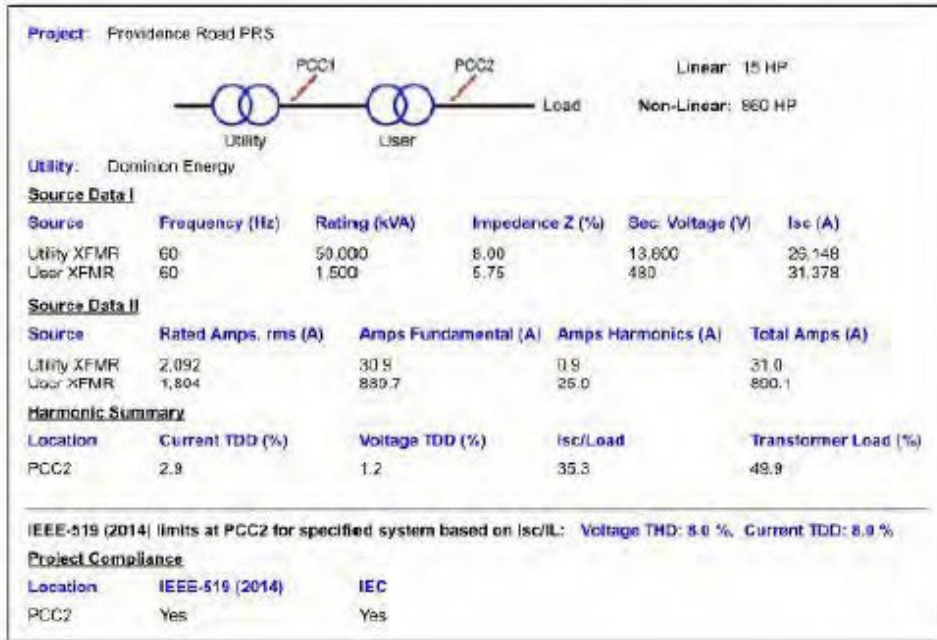 Project: Providence Road PRS
PCC1 PCC2 Linear: 15 HP
Load Non-Linear: HP
Utility User
Utility: Dominion Energy
Source Data I
Source Frequency (Hz) Rating (kVA) Impedance Z (%) Sec. Voltage (V) Isc (A)
Utility XFMR 60 50,000 8.00 13,800 26,148
User XFMR 60 1,500 5.75 480 31,378
Source Data II
Source Rated Amps, rms (A) Amps Fundamental (A) Amps Harmonics (A) Total Amps (A)
Utility XFMR 2,092 30.9 0.9 31.0
User XFMR 1,804 889.7 890.1
Harmonic Summary
Location Current TDD (%) Voltage TDD (%) Isc/Load Transformer Load (%)
PCC2 2.9 1.2 35.3 49.9
IEEE-519 (2014) limits at PCC2 for specified system based on Isc/IL: Voltage THD: 8.0 %, Current TDD: 8.0 %
Project Compliance
Location IEEE-519 (2014) IEC
PCC2 Yes Yes